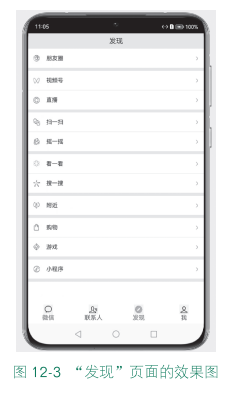 11:05
100%
发现
朋友圈
视频号
直播
扫一扫
摇一摇
看一看
搜一搜
附近
购物
游戏
小程序
微信 联系人 发现 我
图 12-3 “发现”页面的效果图